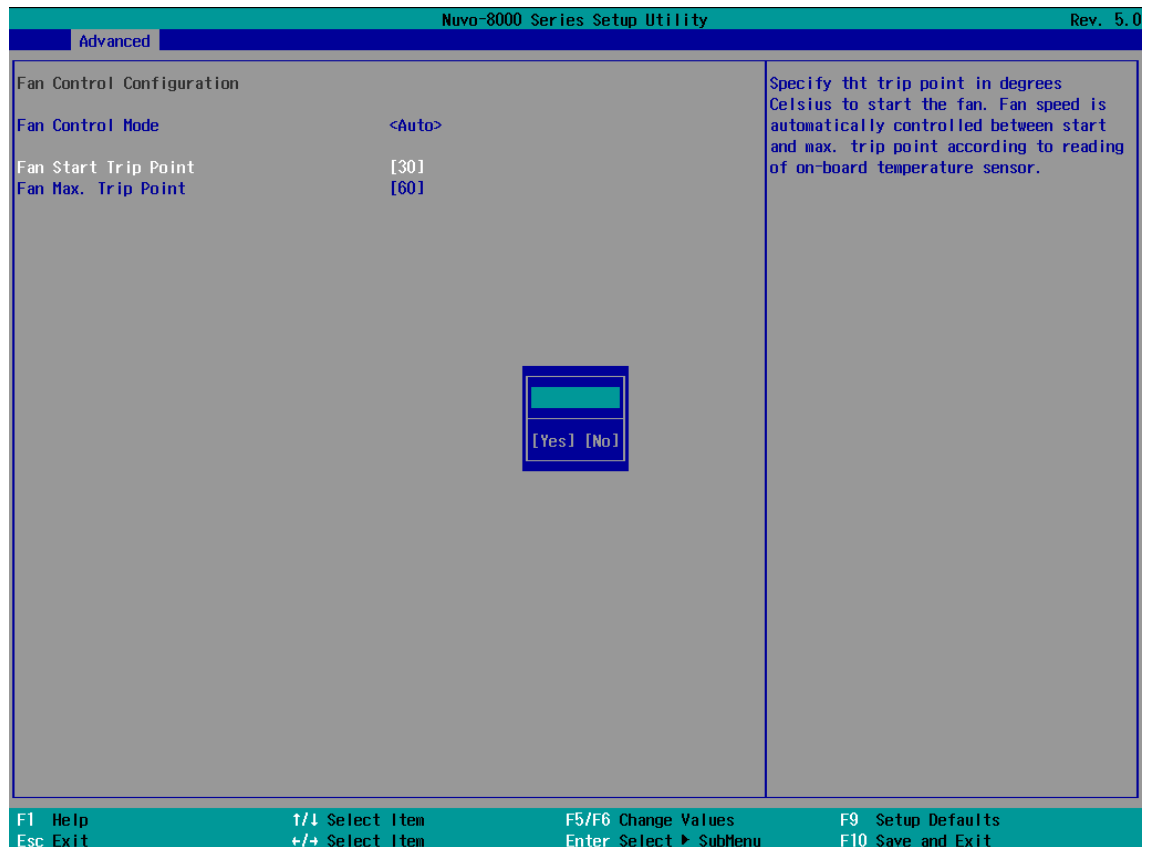 Nuvo-8000 Series Setup Utility Rev. 5.0
Advanced
Fan Control Configuration
Fan Control Mode <Auto>
Fan Start Trip Point [30]
Fan Max. Trip Point [60]
Specify tht trip point in degrees
Celsius to start the fan. Fan speed is
automatically controlled between start
and max. trip point according to reading
of on-board temperature sensor.
[Yes] [No]
F1 Help ↑/↓ Select Item F5/F6 Change Values F9 Setup Defaults
Esc Exit ←/→ Select Item Enter Select ▶ SubMenu F10 Save and Exit